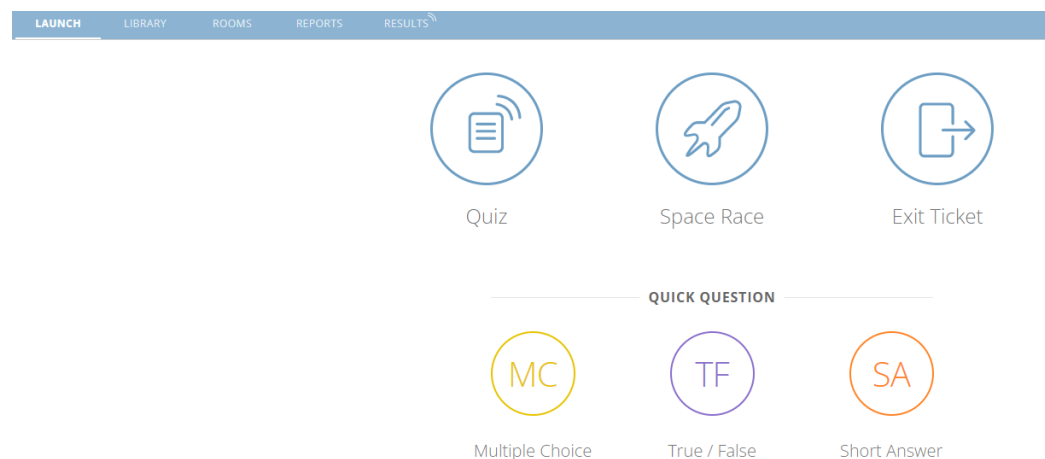 LAUNCH LIBRARY ROOMS REPORTS RESULTS
Quiz Space Race Exit Ticket
QUICK QUESTION
MC TF SA
Multiple Choice True / False Short Answer